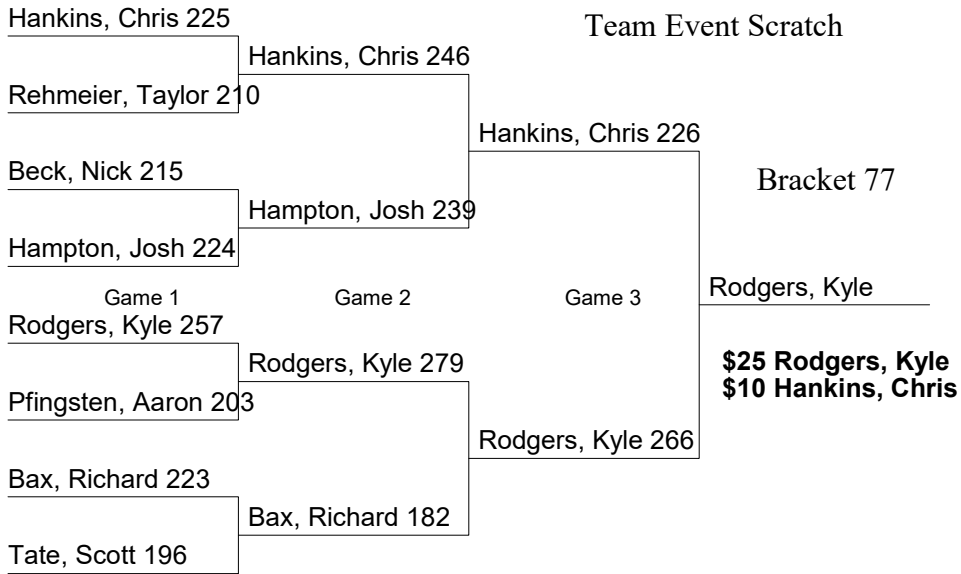 Hankins, Chris 225
Team Event Scratch
Hankins, Chris 246
Rehmeier, Taylor 210
Hankins, Chris 226
Beck, Nick 215
Bracket 77
Hampton, Josh 239
Hampton, Josh 224
Game 1
Game 2
Game 3
Rodgers, Kyle
Rodgers, Kyle 257
Rodgers, Kyle 279
$25 Rodgers, Kyle
$10 Hankins, Chris
Pfingsten, Aaron 203
Rodgers, Kyle 266
Bax, Richard 223
Bax, Richard 182
Tate, Scott 196